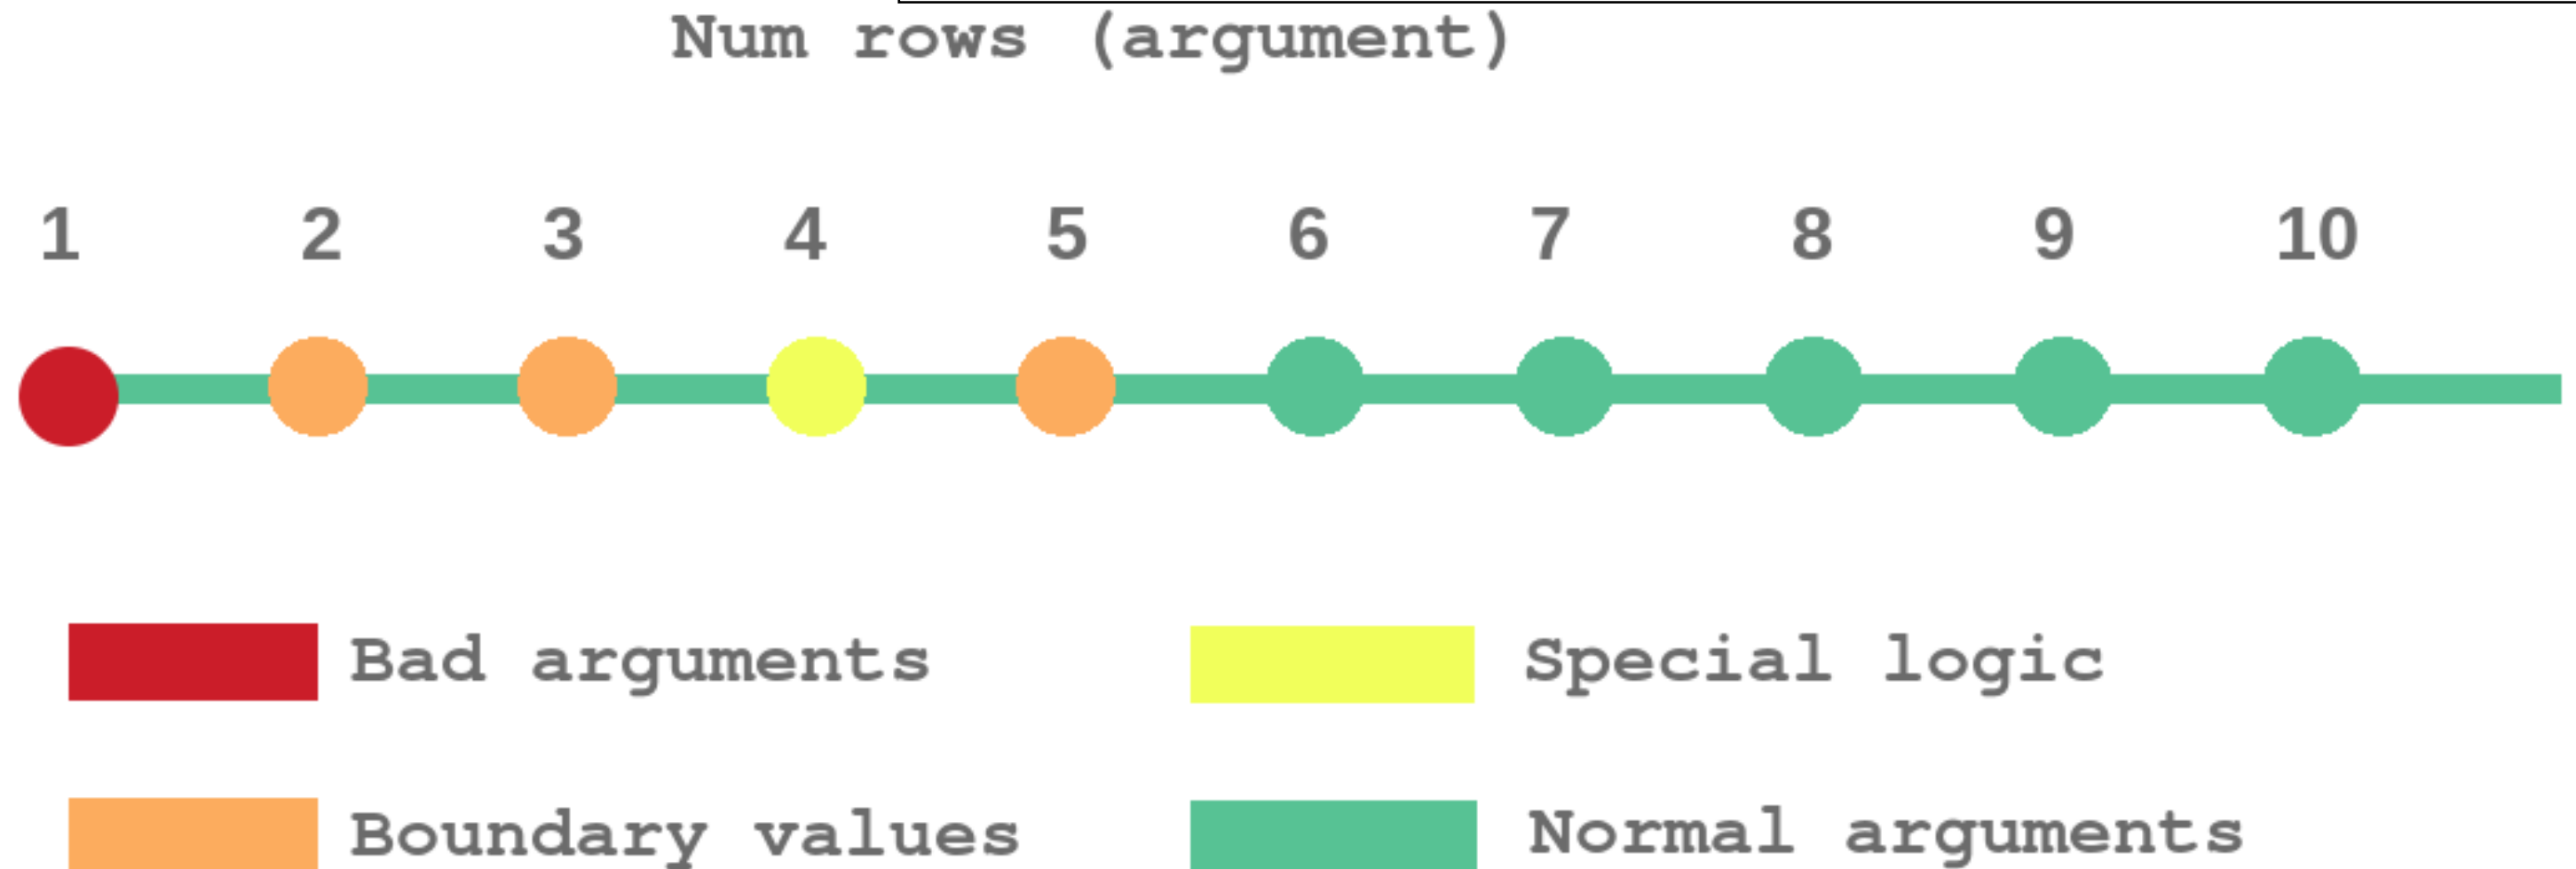 Num rows (argument)
1 2 3 4 5 6 7 8 9 10
Bad arguments Special logic
Boundary values Normal arguments